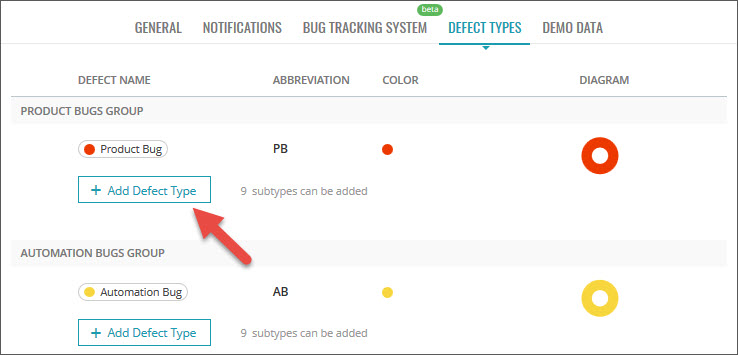 beta
GENERAL NOTIFICATIONS BUG TRACKING SYSTEM DEFECT TYPES DEMO DATA
DEFECT NAME ABBREVIATION COLOR DIAGRAM
PRODUCT BUGS GROUP
Product Bug PB
+ Add Defect Type 9 subtypes can be added
AUTOMATION BUGS GROUP
Automation Bug AB
+ Add Defect Type 9 subtypes can be added